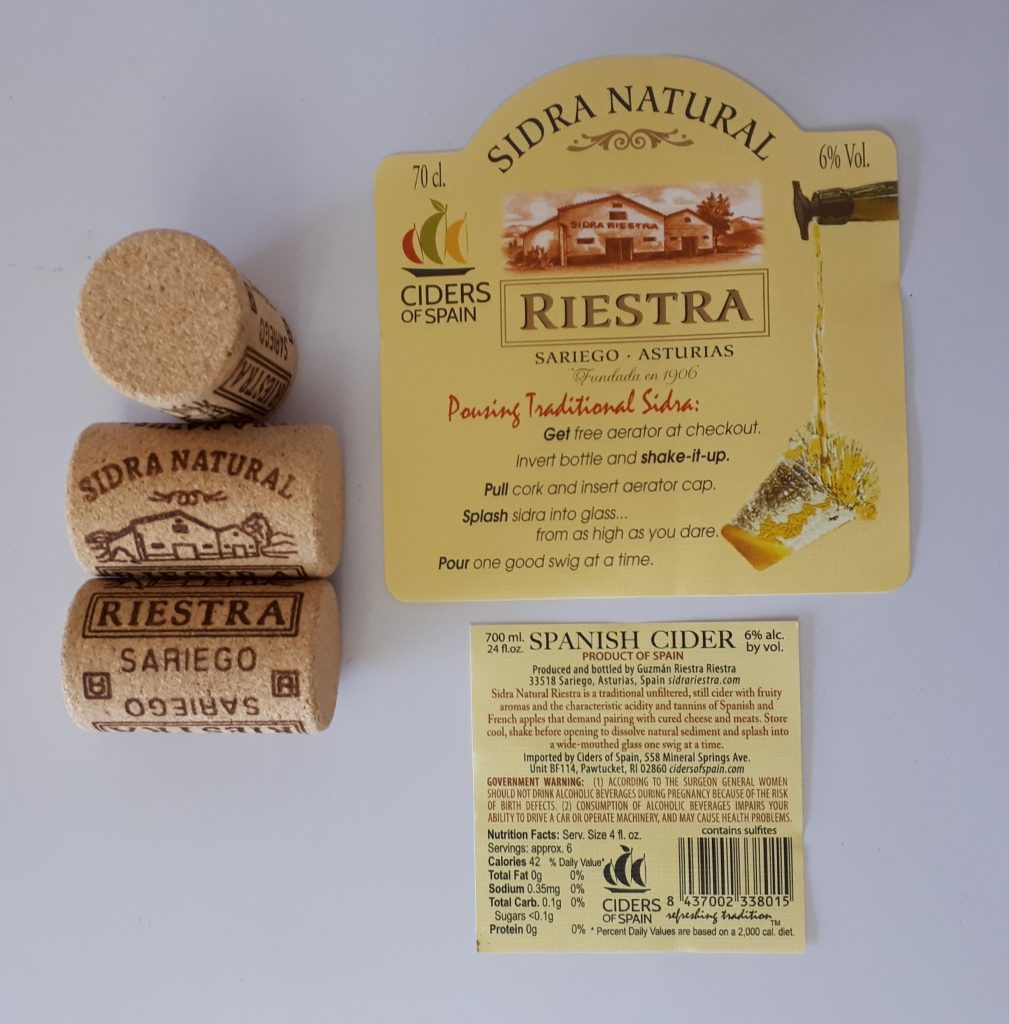 SIDRA NATURAL
70 cl.
6% Vol.
SIDRA RIESTRA
CIDERS
OF SPAIN
RIESTRA
SARIEGO · ASTURIAS
"Fundada en 1906"
Pousing Traditional Sidra:
Get free aerator at checkout.
Invert bottle and shake-it-up.
Pull cork and insert aerator cap.
Splash sidra into glass...
from as high as you dare.
Pour one good swig at a time.
SARIEGO
RIESTRA
SIDRA NATURAL
RIESTRA
SARIEGO
SARIEGO
RIESTRA
700 ml.
24 fl.oz.
SPANISH CIDER
6% alc.
by vol.
PRODUCT OF SPAIN
Produced and bottled by Guzmán Riestra Riestra
33518 Sariego, Asturias, Spain sidrariestra.com
Sidra Natural Riestra is a traditional unfiltered, still cider with fruity
aromas and the characteristic acidity and tannins of Spanish and
French apples that demand pairing with cured cheese and meats. Store
cool, shake before opening to dissolve natural sediment and splash into
a wide-mouthed glass one swig at a time.
Imported by Ciders of Spain, 558 Mineral Springs Ave.
Unit BF114, Pawtucket, RI 02860 cidersofspain.com
GOVERNMENT WARNING: (1) ACCORDING TO THE SURGEON GENERAL WOMEN
SHOULD NOT DRINK ALCOHOLIC BEVERAGES DURING PREGNANCY BECAUSE OF THE RISK
OF BIRTH DEFECTS. (2) CONSUMPTION OF ALCOHOLIC BEVERAGES IMPAIRS YOUR
ABILITY TO DRIVE A CAR OR OPERATE MACHINERY, AND MAY CAUSE HEALTH PROBLEMS.
contains sulfites
Nutrition Facts: Serv. Size 4 fl. oz.
Servings: approx. 6
Calories 42 % Daily Value*
Total Fat 0g 0%
Sodium 0.35mg 0%
Total Carb. 0.1g 0%
Sugars <0.1g
Protein 0g 0%
CIDERS
OF SPAIN
8 437002 338015
refreshing tradition™
* Percent Daily Values are based on a 2,000 cal. diet.